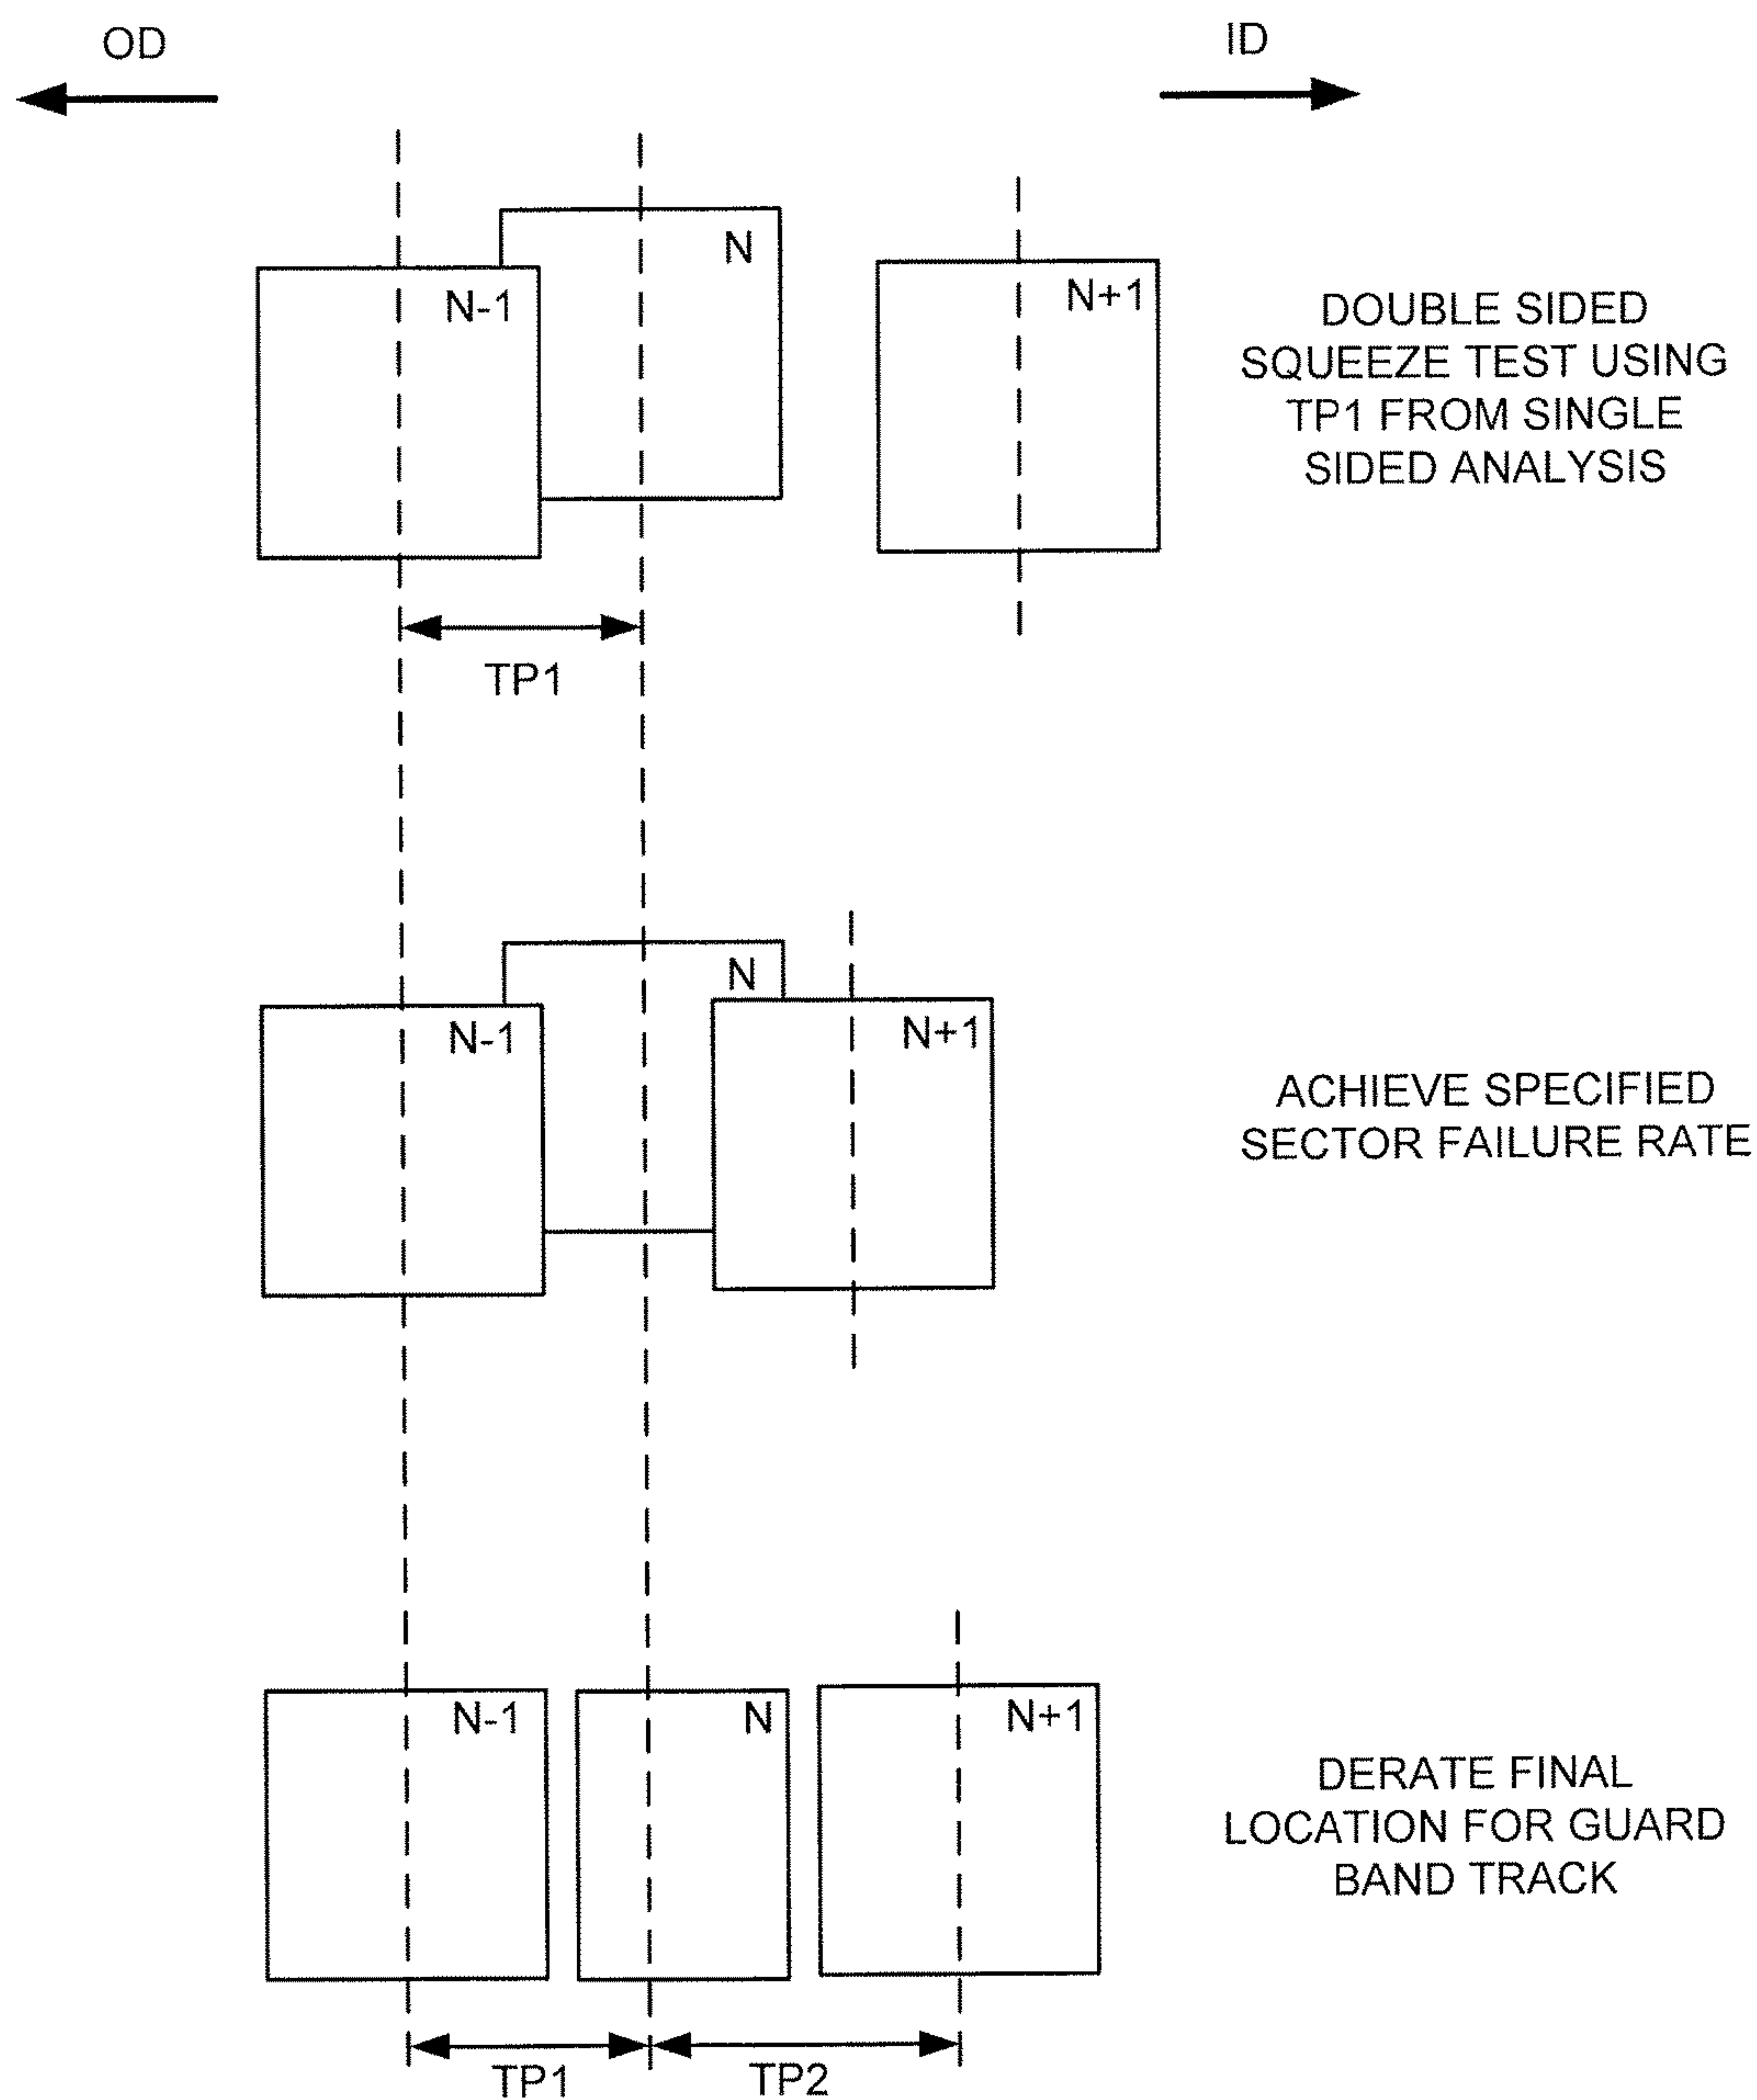 OD
ID
N
N-1
N+1
DOUBLE SIDED
SQUEEZE TEST USING
TP1 FROM SINGLE
SIDED ANALYSIS
TP1
N
N-1
N+1
ACHIEVE SPECIFIED
SECTOR FAILURE RATE
N-1
N
N+1
DERATE FINAL
LOCATION FOR GUARD
BAND TRACK
TP1
TP2